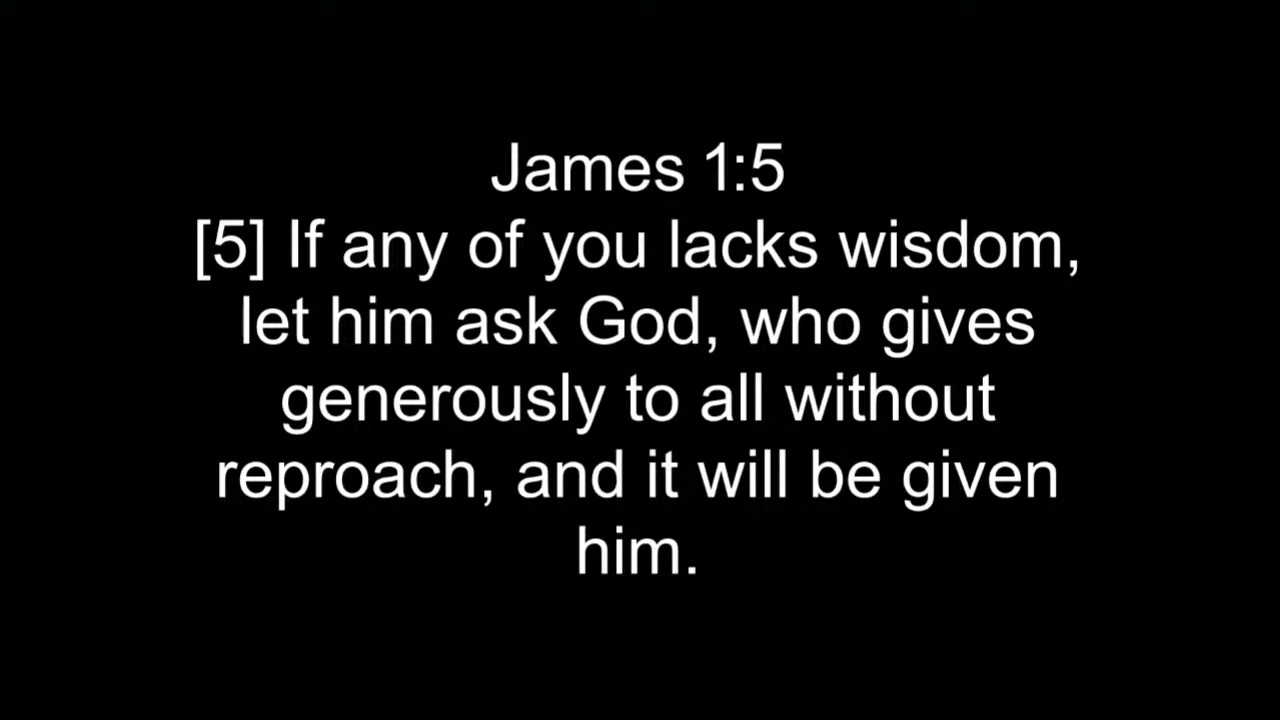 James 1:5
[5] If any of you lacks wisdom,
let him ask God, who gives
generously to all without
reproach, and it will be given
him.